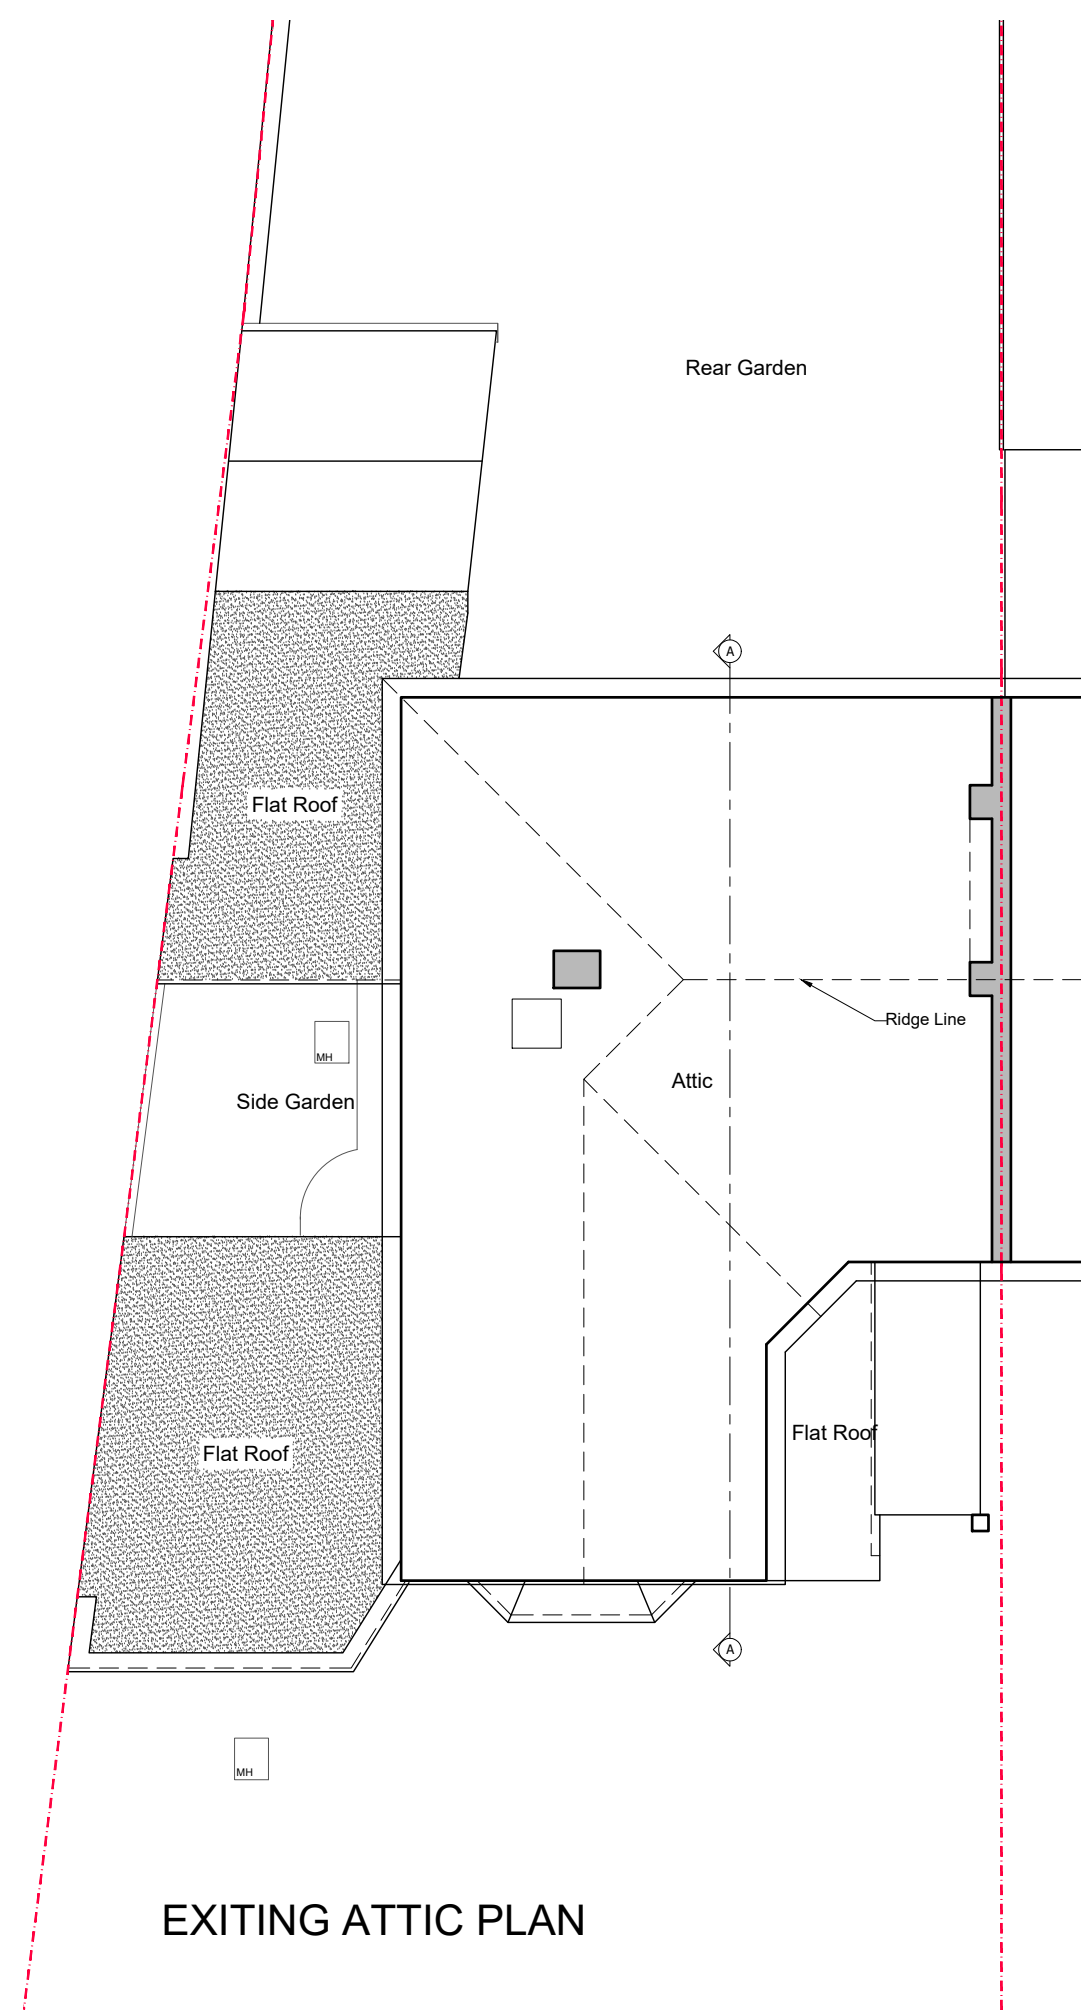 Rear Garden
A
Flat Roof
Ridge Line
MH
Attic
Side Garden
Flat Roof
Flat Roof
A
MH
EXITING ATTIC PLAN